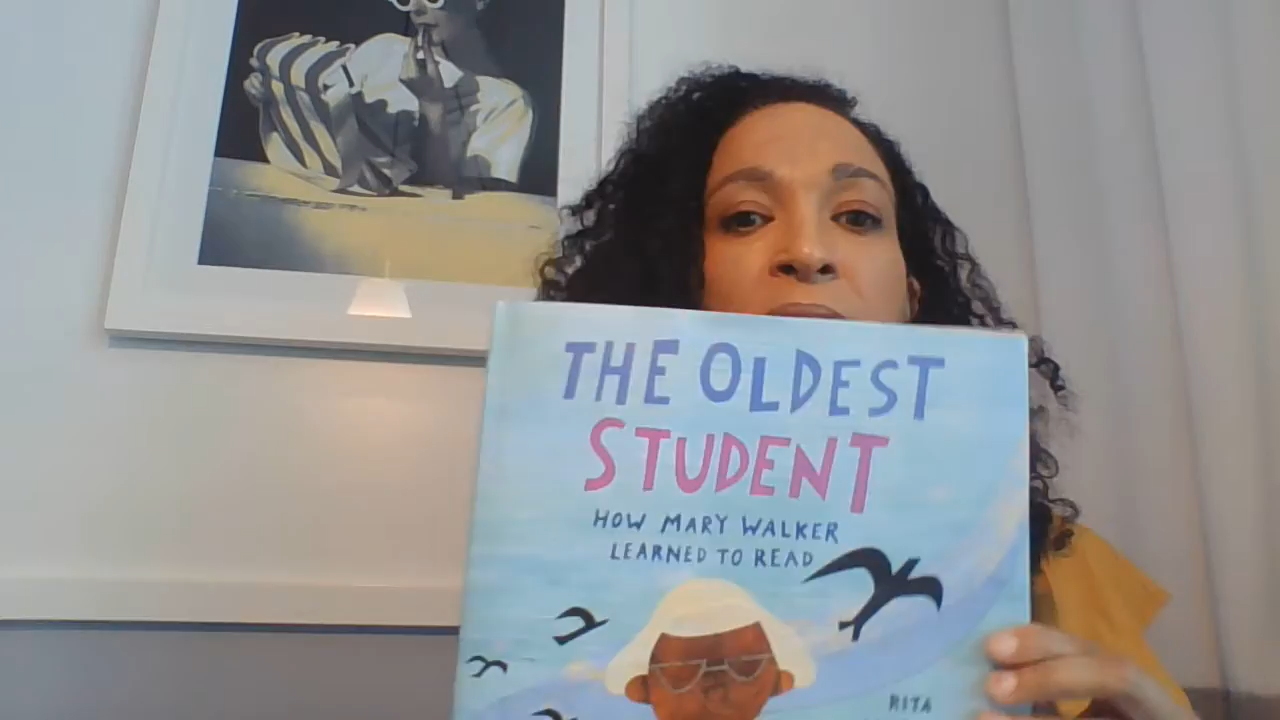 THE OLDEST
STUDENT
HOW MARY WALKER
LEARNED TO READ
RITA